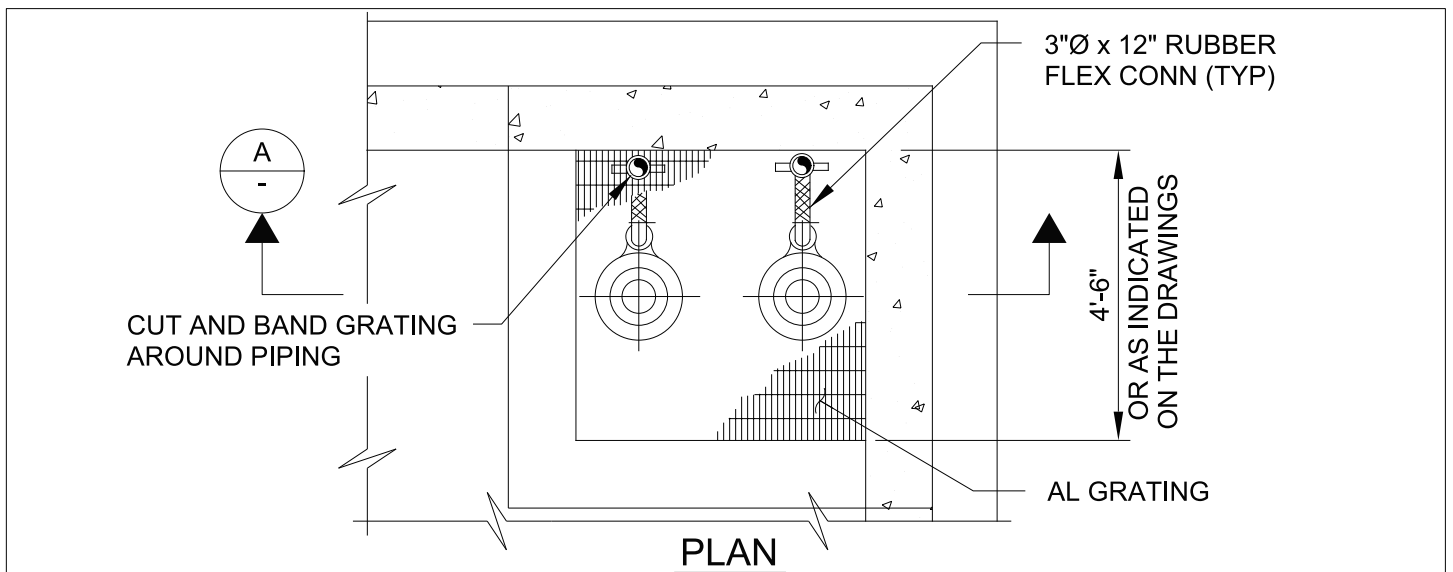 3"Ø x 12" RUBBER
FLEX CONN (TYP)
A
-
CUT AND BAND GRATING
AROUND PIPING
4'-6"
OR AS INDICATED
ON THE DRAWINGS
AL GRATING
PLAN